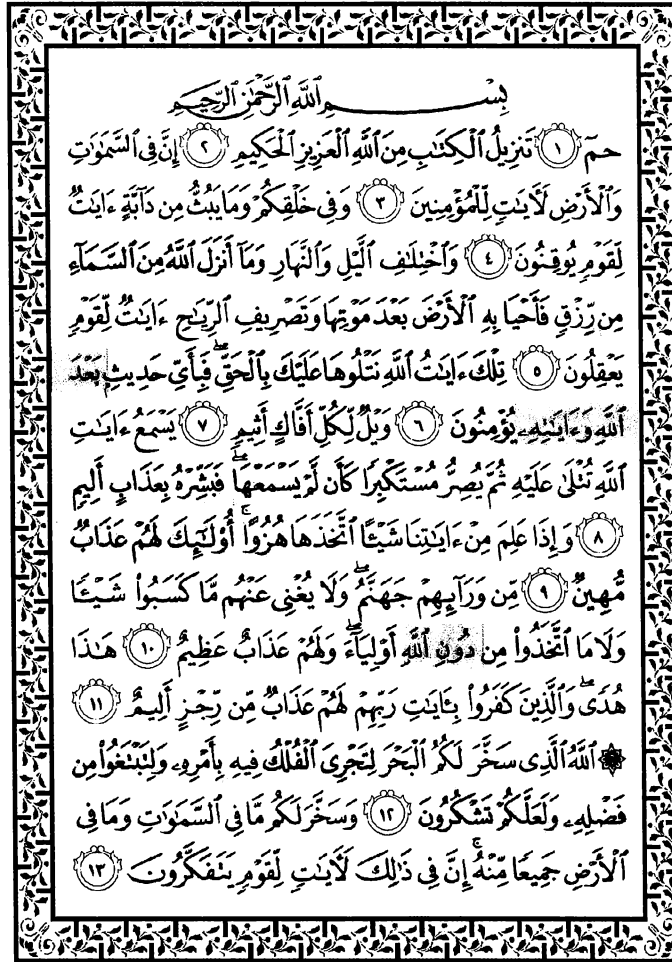 بِسْمِ ٱللَّهِ ٱلرَّحْمَٰنِ ٱلرَّحِيمِ
حمٓ ١ تَنزِيلُ ٱلْكِتَٰبِ مِنَ ٱللَّهِ ٱلْعَزِيزِ ٱلْحَكِيمِ ٢ إِنَّ فِى ٱلسَّمَٰوَٰتِ
وَٱلْأَرْضِ لَءَايَٰتٍ لِّلْمُؤْمِنِينَ ٣ وَفِى خَلْقِكُمْ وَمَا يَبُثُّ مِن دَآبَّةٍ ءَايَٰتٌ
لِّقَوْمٍ يُوقِنُونَ ٤ وَٱخْتِلَٰفِ ٱلَّيْلِ وَٱلنَّهَارِ وَمَآ أَنزَلَ ٱللَّهُ مِنَ ٱلسَّمَآءِ
مِن رِّزْقٍ فَأَحْيَا بِهِ ٱلْأَرْضَ بَعْدَ مَوْتِهَا وَتَصْرِيفِ ٱلرِّيَٰحِ ءَايَٰتٌ لِّقَوْمٍ
يَعْقِلُونَ ٥ تِلْكَ ءَايَٰتُ ٱللَّهِ نَتْلُوهَا عَلَيْكَ بِٱلْحَقِّ ۖ فَبِأَىِّ حَدِيثٍۭ بَعْدَ
ٱللَّهِ وَءَايَٰتِهِۦ يُؤْمِنُونَ ٦ وَيْلٌ لِّكُلِّ أَفَّاكٍ أَثِيمٍ ٧ يَسْمَعُ ءَايَٰتِ
ٱللَّهِ تُتْلَىٰ عَلَيْهِ ثُمَّ يُصِرُّ مُسْتَكْبِرًا كَأَن لَّمْ يَسْمَعْهَا ۖ فَبَشِّرْهُ بِعَذَابٍ أَلِيمٍ
٨ وَإِذَا عَلِمَ مِنْ ءَايَٰتِنَا شَيْـًٔا ٱتَّخَذَهَا هُزُوًا ۚ أُو۟لَٰٓئِكَ لَهُمْ عَذَابٌ
مُّهِينٌ ٩ مِّن وَرَآئِهِمْ جَهَنَّمُ ۖ وَلَا يُغْنِى عَنْهُم مَّا كَسَبُوا۟ شَيْـًٔا
وَلَا مَا ٱتَّخَذُوا۟ مِن دُونِ ٱللَّهِ أَوْلِيَآءَ ۖ وَلَهُمْ عَذَابٌ عَظِيمٌ ١٠ هَٰذَا
هُدًى ۖ وَٱلَّذِينَ كَفَرُوا۟ بِـَٔايَٰتِ رَبِّهِمْ لَهُمْ عَذَابٌ مِّن رِّجْزٍ أَلِيمٌ ١١
۞ ٱللَّهُ ٱلَّذِى سَخَّرَ لَكُمُ ٱلْبَحْرَ لِتَجْرِىَ ٱلْفُلْكُ فِيهِ بِأَمْرِهِۦ وَلِتَبْتَغُوا۟ مِن
فَضْلِهِۦ وَلَعَلَّكُمْ تَشْكُرُونَ ١٢ وَسَخَّرَ لَكُم مَّا فِى ٱلسَّمَٰوَٰتِ وَمَا فِى
ٱلْأَرْضِ جَمِيعًا مِّنْهُ ۚ إِنَّ فِى ذَٰلِكَ لَءَايَٰتٍ لِّقَوْمٍ يَتَفَكَّرُونَ ١٣